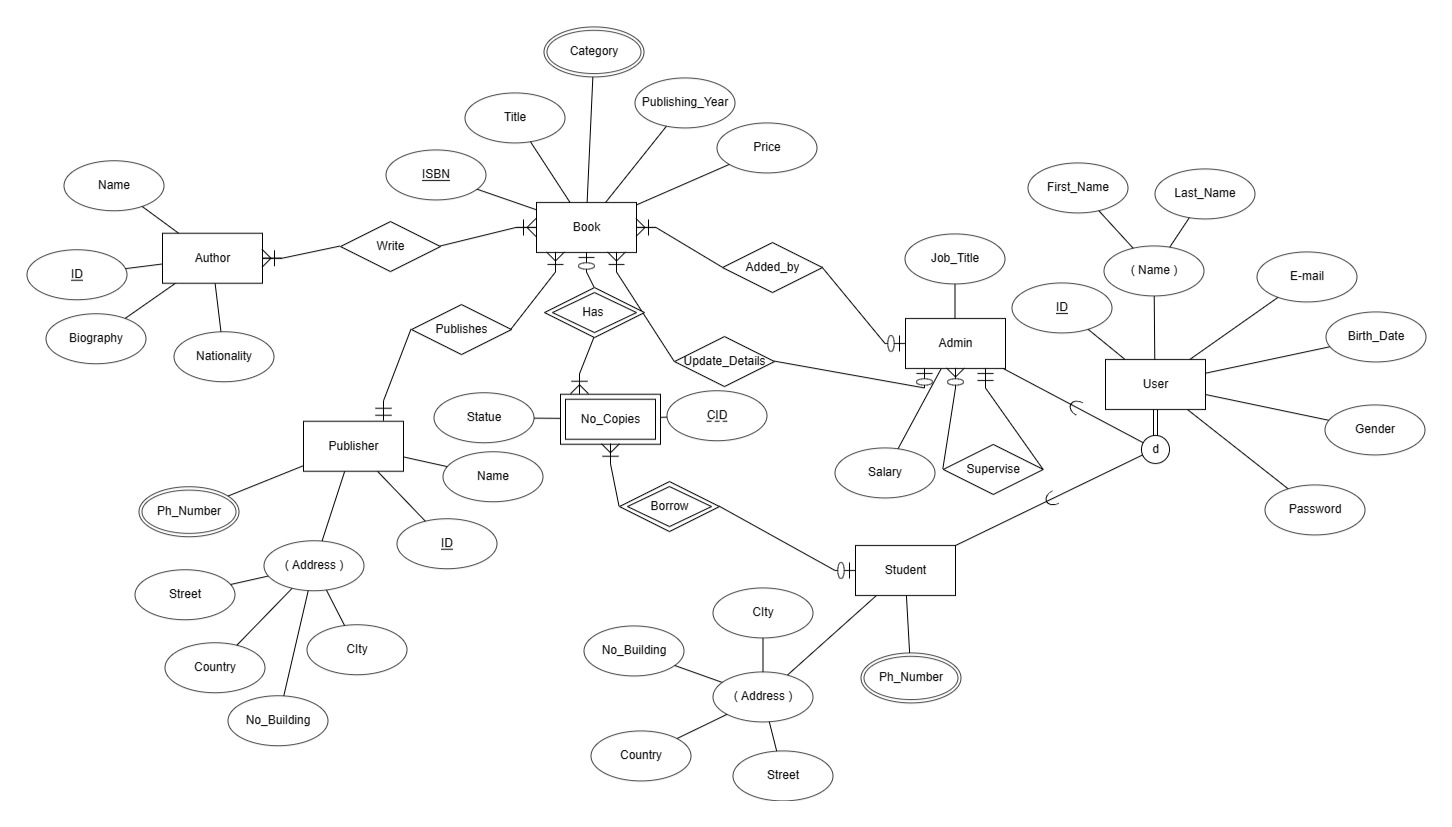 Category
Publishing_Year
Title
Price
ISBN
Name
First_Name
Last_Name
Book
Write
Author
ID
Job_Title
( Name )
E-mail
Added_by
Biography
Nationality
Has
Publishes
ID
Birth_Date
Admin
Update_Details
User
Statue
No_Copies
CID
Gender
Publisher
d
Name
Salary
Supervise
Ph_Number
Borrow
Password
ID
( Address )
Student
Street
CIty
Country
CIty
No_Building
No_Building
Ph_Number
( Address )
Country
Street